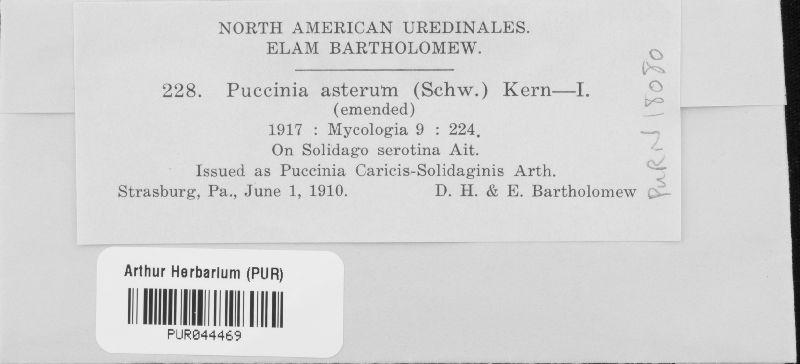 NORTH AMERICAN UREDINALES.
ELAM BARTHOLOMEW.
228. Puccinia asterum (Schw.) Kern—I.
(emended)
1917 : Mycologia 9 : 224.
On Solidago serotina Ait.
Issued as Puccinia Caricis-Solidaginis Arth.
Strasburg, Pa., June 1, 1910. D. H. & E. Bartholomew
PURN 18080
Arthur Herbarium (PUR)
PUR044469